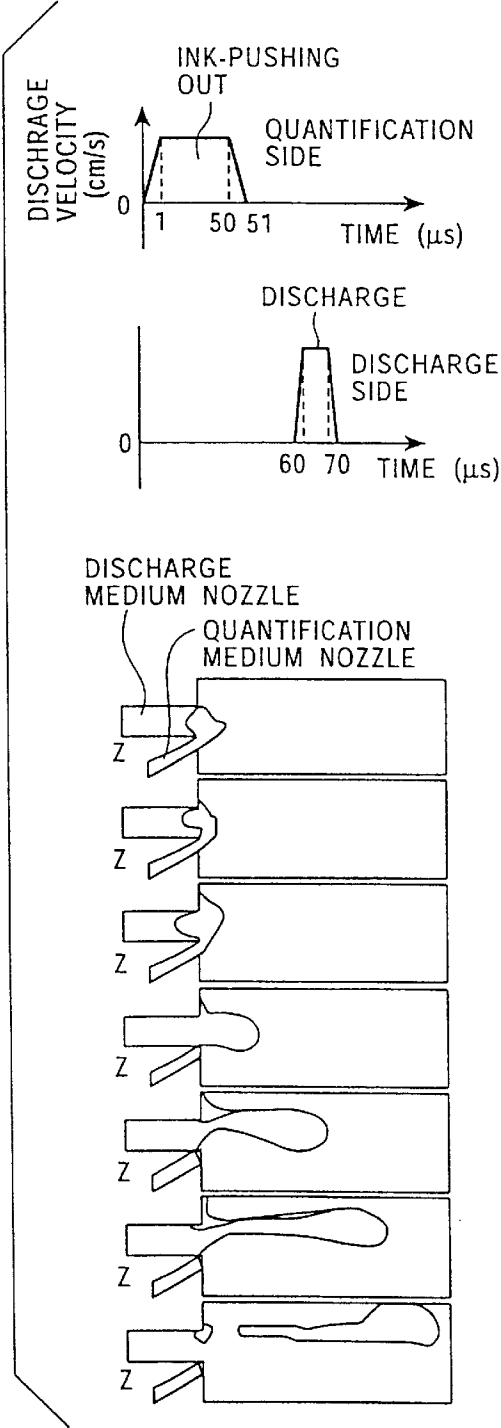 INK-PUSHING
OUT
DISCHRAGE
VELOCITY
(cm/s)
QUANTIFICATION
SIDE
0
1 50 51
TIME (μs)
DISCHARGE
DISCHARGE
SIDE
0
60 70 TIME (μs)
DISCHARGE
MEDIUM NOZZLE
QUANTIFICATION
MEDIUM NOZZLE
Z
Z
Z
Z
Z
Z
Z